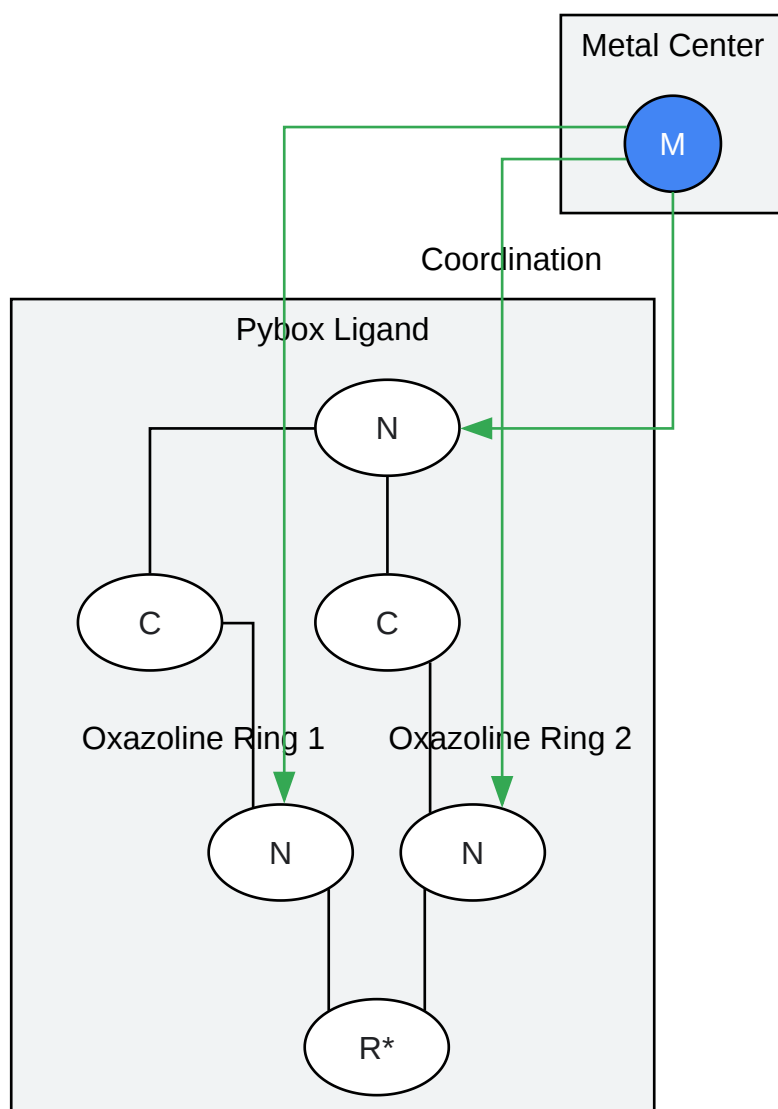 Metal Center
M
Coordination
Pybox Ligand
N
C
C
Oxazoline Ring 1
Oxazoline Ring 2
N
N
R*